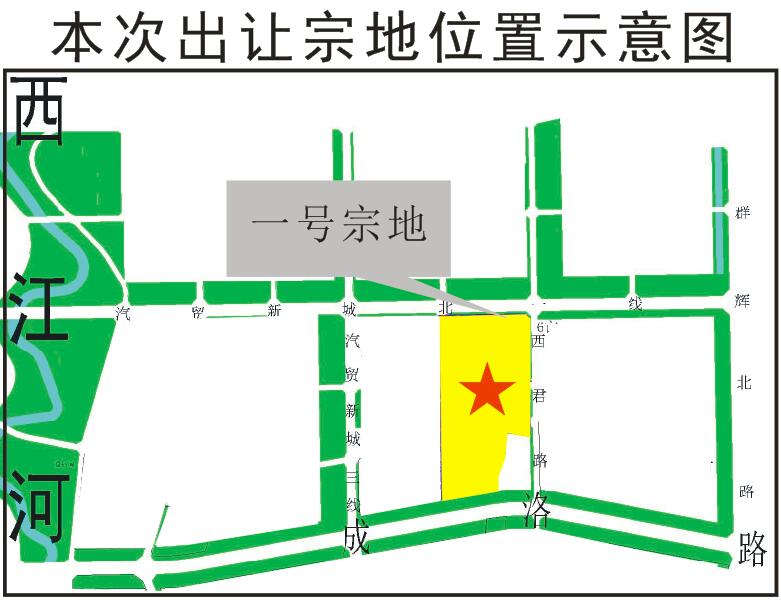 本次出让宗地位置示意图
西江河
一号宗地
汽贸新城北一线
汽贸新城三线
西君路
群辉北路
成洛路